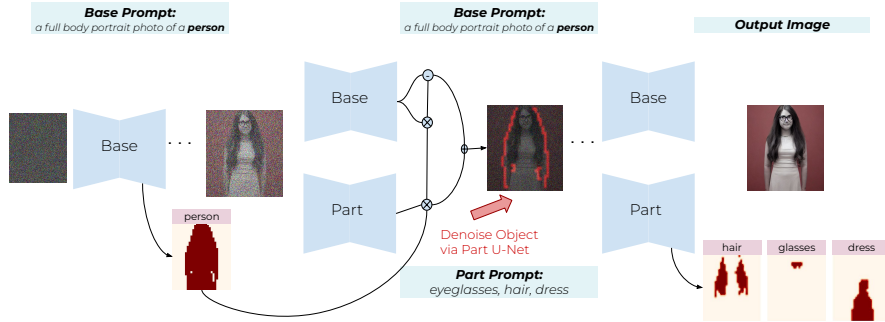 Base Prompt:
a full body portrait photo of a person
Base Prompt:
a full body portrait photo of a person
Output Image
Base
. . .
person
Base
Part
-
×
×
+
Denoise Object
via Part U-Net
Part Prompt:
eyeglasses, hair, dress
. . .
Base
Part
hair
glasses
dress